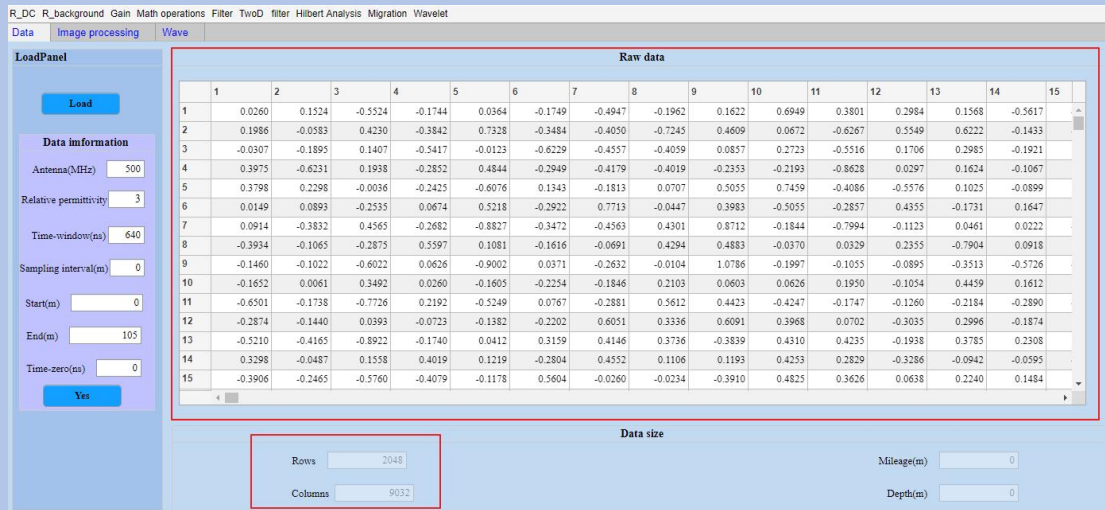 R_DC R_background Gain Math operations Filter TwoD filter Hilbert Analysis Migration Wavelet
Data Image processing Wave
LoadPanel
Load
Data imformation
Antenna(MHz) 500
Relative permittivity 3
Time-window(ns) 640
Sampling interval(m) 0
Start(m) 0
End(m) 105
Time-zero(ns) 0
Yes
Raw data
1 2 3 4 5 6 7 8 9 10 11 12 13 14 15
1 0.0260 0.1524 -0.5524 -0.1744 0.0364 -0.1749 -0.4947 -0.1962 0.1622 0.6949 0.3801 0.2984 0.1568 -0.5617
2 0.1986 -0.0583 0.4230 -0.3842 0.7328 -0.3484 -0.4050 -0.7245 0.4609 0.0672 -0.6267 0.5549 0.6222 -0.1433
3 -0.0307 -0.1895 0.1407 -0.5417 -0.0123 -0.6229 -0.4557 -0.4059 0.0857 0.2723 -0.5516 0.1706 0.2985 -0.1921
4 0.3975 -0.6231 0.1938 -0.2852 0.4844 -0.2949 -0.4179 -0.4019 -0.2353 -0.2193 -0.8628 0.0297 0.1624 -0.1067
5 0.3798 0.2298 -0.0036 -0.2425 -0.6076 0.1343 -0.1813 0.0707 0.5055 0.7459 -0.4086 -0.5576 0.1025 -0.0899
6 0.0149 0.0893 -0.2535 0.0674 0.5218 -0.2922 0.7713 -0.0447 0.3983 -0.5055 -0.2857 0.4355 -0.1731 0.1647
7 0.0914 -0.3832 0.4565 -0.2682 -0.8827 -0.3472 -0.4563 0.4301 0.8712 -0.1844 -0.7994 -0.1123 0.0461 0.0222
8 -0.3934 -0.1065 -0.2875 0.5597 0.1081 -0.1616 -0.0691 0.4294 0.4883 -0.0370 0.0329 0.2355 -0.7904 0.0918
9 -0.1460 -0.1022 -0.6022 0.0626 -0.9002 0.0371 -0.2632 -0.0104 1.0786 -0.1997 -0.1055 -0.0895 -0.3513 -0.5726
10 -0.1652 0.0061 0.3492 0.0260 -0.1605 -0.2254 -0.1846 0.2103 0.0603 0.0626 0.1950 -0.1054 0.4459 0.1612
11 -0.6501 -0.1738 -0.7726 0.2192 -0.5249 0.0767 -0.2881 0.5612 0.4423 -0.4247 -0.1747 -0.1260 -0.2184 -0.2890
12 -0.2874 -0.1440 0.0393 -0.0723 -0.1382 -0.2202 0.6051 0.3336 0.6091 0.3968 0.0702 -0.3035 0.2996 -0.1874
13 -0.5210 -0.4165 -0.8922 -0.1740 0.0412 0.3159 0.4146 0.3736 -0.3839 0.4310 0.4235 -0.1938 0.3785 0.2308
14 0.3298 -0.0487 0.1558 0.4019 0.1219 -0.2804 0.4552 0.1106 0.1193 0.4253 0.2829 -0.3286 -0.0942 -0.0595
15 -0.3906 -0.2465 -0.5760 -0.4079 -0.1178 0.5604 -0.0260 -0.0234 -0.3910 0.4825 0.3626 0.0638 0.2240 0.1484
Data size
Rows 2048 Mileage(m) 0
Columns 9032 Depth(m) 0